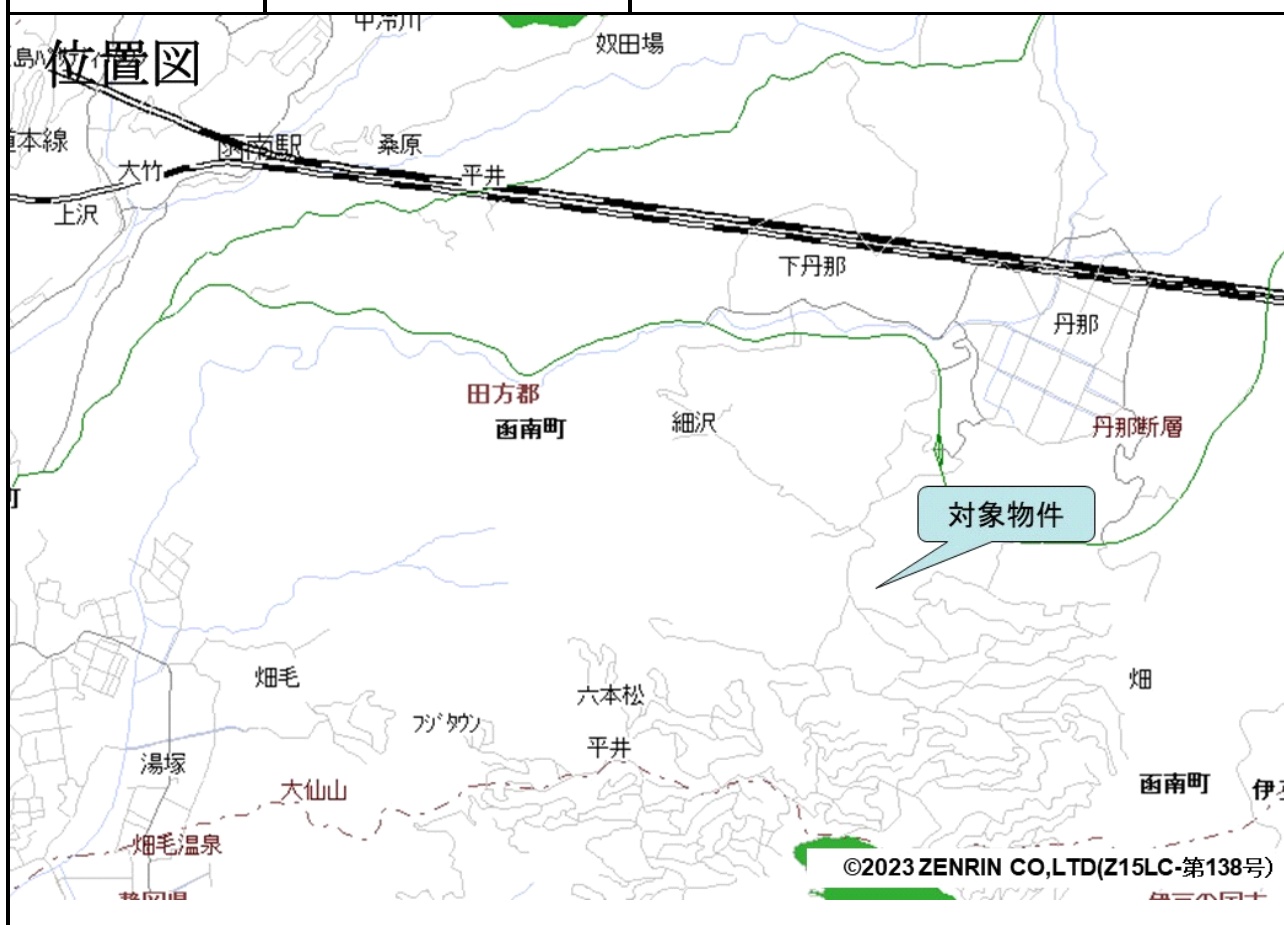 中冷川
奴田場
位置図
函南駅
桑原
大竹
平井
上沢
下丹那
丹那
田方郡
函南町
細沢
丹那断層
対象物件
畑毛
六本松
畑
フジタウン
平井
湯塚
大仙山
函南町
畑毛温泉
©2023 ZENRIN CO,LTD(Z15LC-第138号)